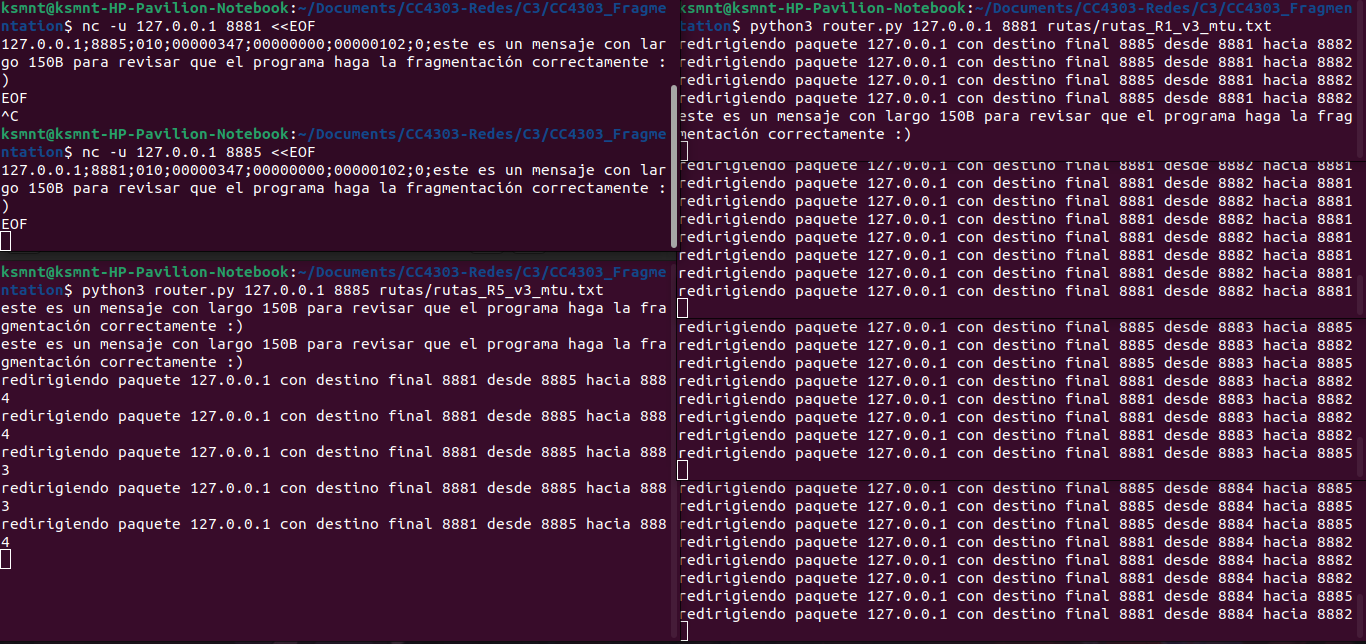 ksmnt@ksmnt-HP-Pavilion-Notebook:~/Documents/CC4303-Redes/C3/CC4303_Fragme
ntation$ nc -u 127.0.0.1 8881 <<EOF
127.0.0.1;8885;010;00000347;00000000;00000102;0;este es un mensaje con lar
go 150B para revisar que el programa haga la fragmentación correctamente :
)
EOF
^C
ksmnt@ksmnt-HP-Pavilion-Notebook:~/Documents/CC4303-Redes/C3/CC4303_Fragme
ntation$ nc -u 127.0.0.1 8885 <<EOF
127.0.0.1;8881;010;00000347;00000000;00000102;0;este es un mensaje con lar
go 150B para revisar que el programa haga la fragmentación correctamente :
)
EOF
ksmnt@ksmnt-HP-Pavilion-Notebook:~/Documents/CC4303-Redes/C3/CC4303_Fragme
ntation$ python3 router.py 127.0.0.1 8885 rutas/rutas_R5_v3_mtu.txt
este es un mensaje con largo 150B para revisar que el programa haga la fra
gmentación correctamente :)
este es un mensaje con largo 150B para revisar que el programa haga la fra
gmentación correctamente :)
redirigiendo paquete 127.0.0.1 con destino final 8881 desde 8885 hacia 888
4
redirigiendo paquete 127.0.0.1 con destino final 8881 desde 8885 hacia 888
4
redirigiendo paquete 127.0.0.1 con destino final 8881 desde 8885 hacia 888
3
redirigiendo paquete 127.0.0.1 con destino final 8881 desde 8885 hacia 888
3
redirigiendo paquete 127.0.0.1 con destino final 8881 desde 8885 hacia 888
4
ksmnt@ksmnt-HP-Pavilion-Notebook:~/Documents/CC4303-Redes/C3/CC4303_Fragmen
tation$ python3 router.py 127.0.0.1 8881 rutas/rutas_R1_v3_mtu.txt
redirigiendo paquete 127.0.0.1 con destino final 8885 desde 8881 hacia 8882
redirigiendo paquete 127.0.0.1 con destino final 8885 desde 8881 hacia 8882
redirigiendo paquete 127.0.0.1 con destino final 8885 desde 8881 hacia 8882
redirigiendo paquete 127.0.0.1 con destino final 8885 desde 8881 hacia 8882
este es un mensaje con largo 150B para revisar que el programa haga la frag
mentación correctamente :)
redirigiendo paquete 127.0.0.1 con destino final 8881 desde 8882 hacia 8881
redirigiendo paquete 127.0.0.1 con destino final 8881 desde 8882 hacia 8881
redirigiendo paquete 127.0.0.1 con destino final 8881 desde 8882 hacia 8881
redirigiendo paquete 127.0.0.1 con destino final 8881 desde 8882 hacia 8881
redirigiendo paquete 127.0.0.1 con destino final 8881 desde 8882 hacia 8881
redirigiendo paquete 127.0.0.1 con destino final 8881 desde 8882 hacia 8881
redirigiendo paquete 127.0.0.1 con destino final 8881 desde 8882 hacia 8881
redirigiendo paquete 127.0.0.1 con destino final 8881 desde 8882 hacia 8881
redirigiendo paquete 127.0.0.1 con destino final 8885 desde 8883 hacia 8885
redirigiendo paquete 127.0.0.1 con destino final 8885 desde 8883 hacia 8882
redirigiendo paquete 127.0.0.1 con destino final 8885 desde 8883 hacia 8885
redirigiendo paquete 127.0.0.1 con destino final 8881 desde 8883 hacia 8882
redirigiendo paquete 127.0.0.1 con destino final 8881 desde 8883 hacia 8882
redirigiendo paquete 127.0.0.1 con destino final 8881 desde 8883 hacia 8882
redirigiendo paquete 127.0.0.1 con destino final 8881 desde 8883 hacia 8882
redirigiendo paquete 127.0.0.1 con destino final 8881 desde 8883 hacia 8885
redirigiendo paquete 127.0.0.1 con destino final 8885 desde 8884 hacia 8885
redirigiendo paquete 127.0.0.1 con destino final 8885 desde 8884 hacia 8885
redirigiendo paquete 127.0.0.1 con destino final 8885 desde 8884 hacia 8885
redirigiendo paquete 127.0.0.1 con destino final 8881 desde 8884 hacia 8882
redirigiendo paquete 127.0.0.1 con destino final 8881 desde 8884 hacia 8882
redirigiendo paquete 127.0.0.1 con destino final 8881 desde 8884 hacia 8882
redirigiendo paquete 127.0.0.1 con destino final 8881 desde 8884 hacia 8885
redirigiendo paquete 127.0.0.1 con destino final 8881 desde 8884 hacia 8882